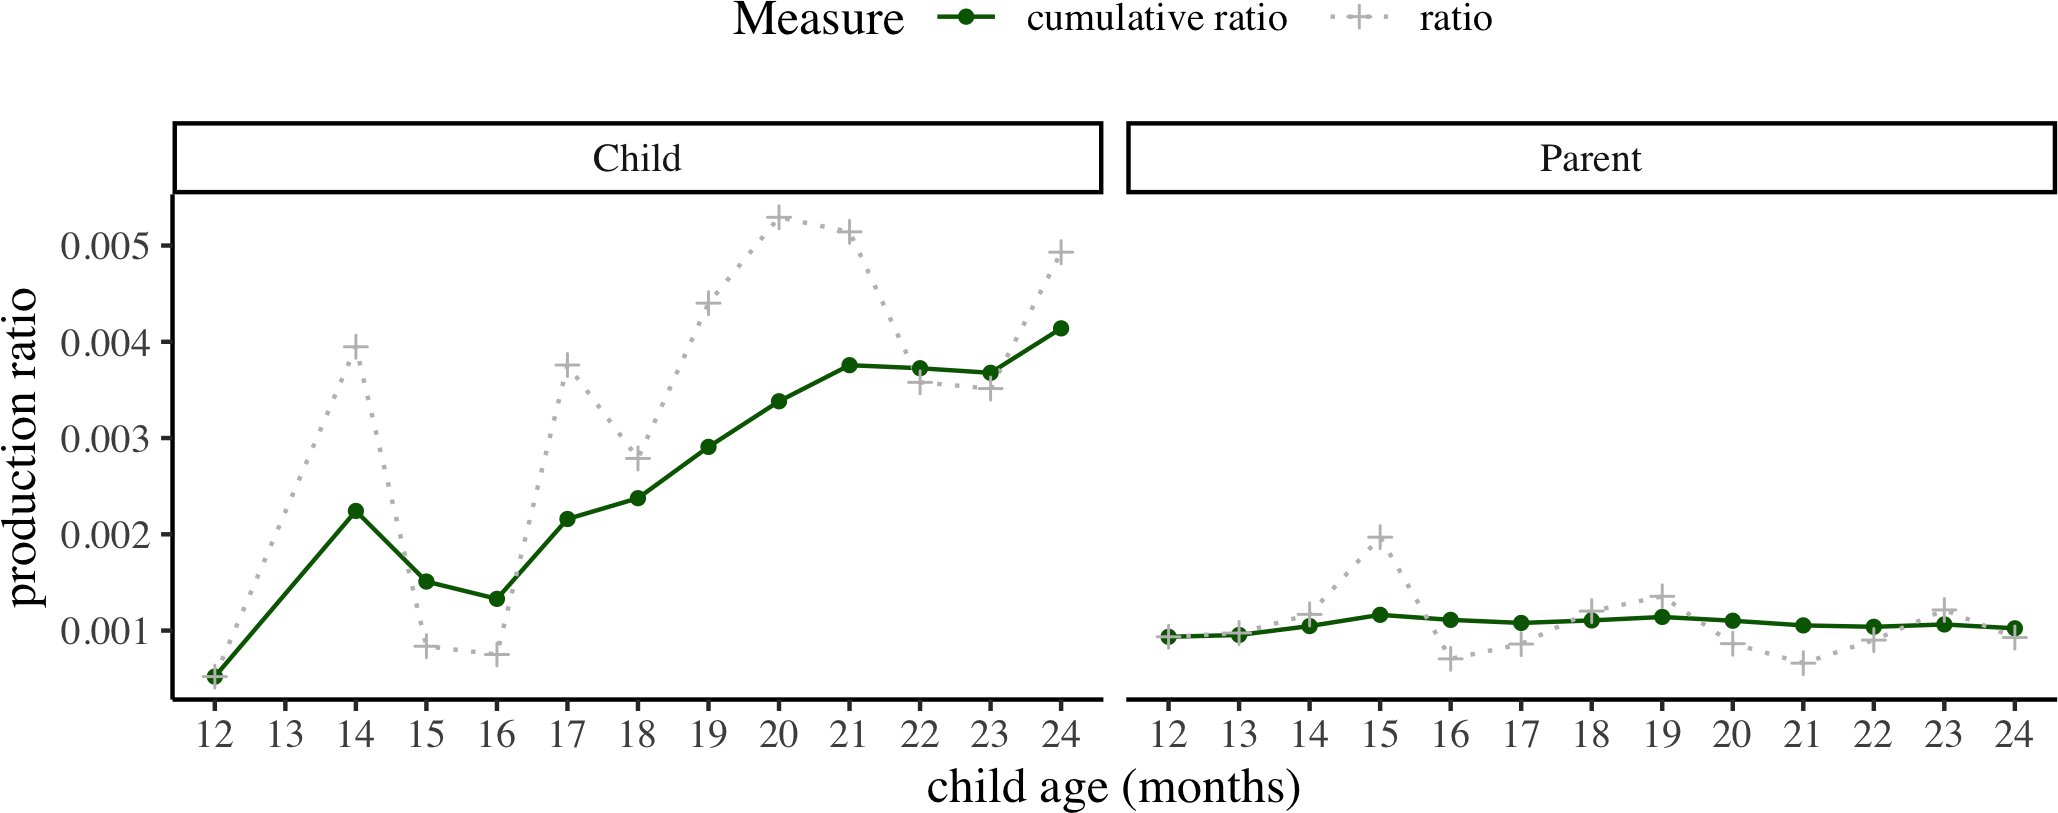 Measure cumulative ratio ratio
Child Parent
production ratio
0.005
0.004
0.003
0.002
0.001
12 13 14 15 16 17 18 19 20 21 22 23 24 12 13 14 15 16 17 18 19 20 21 22 23 24
child age (months)